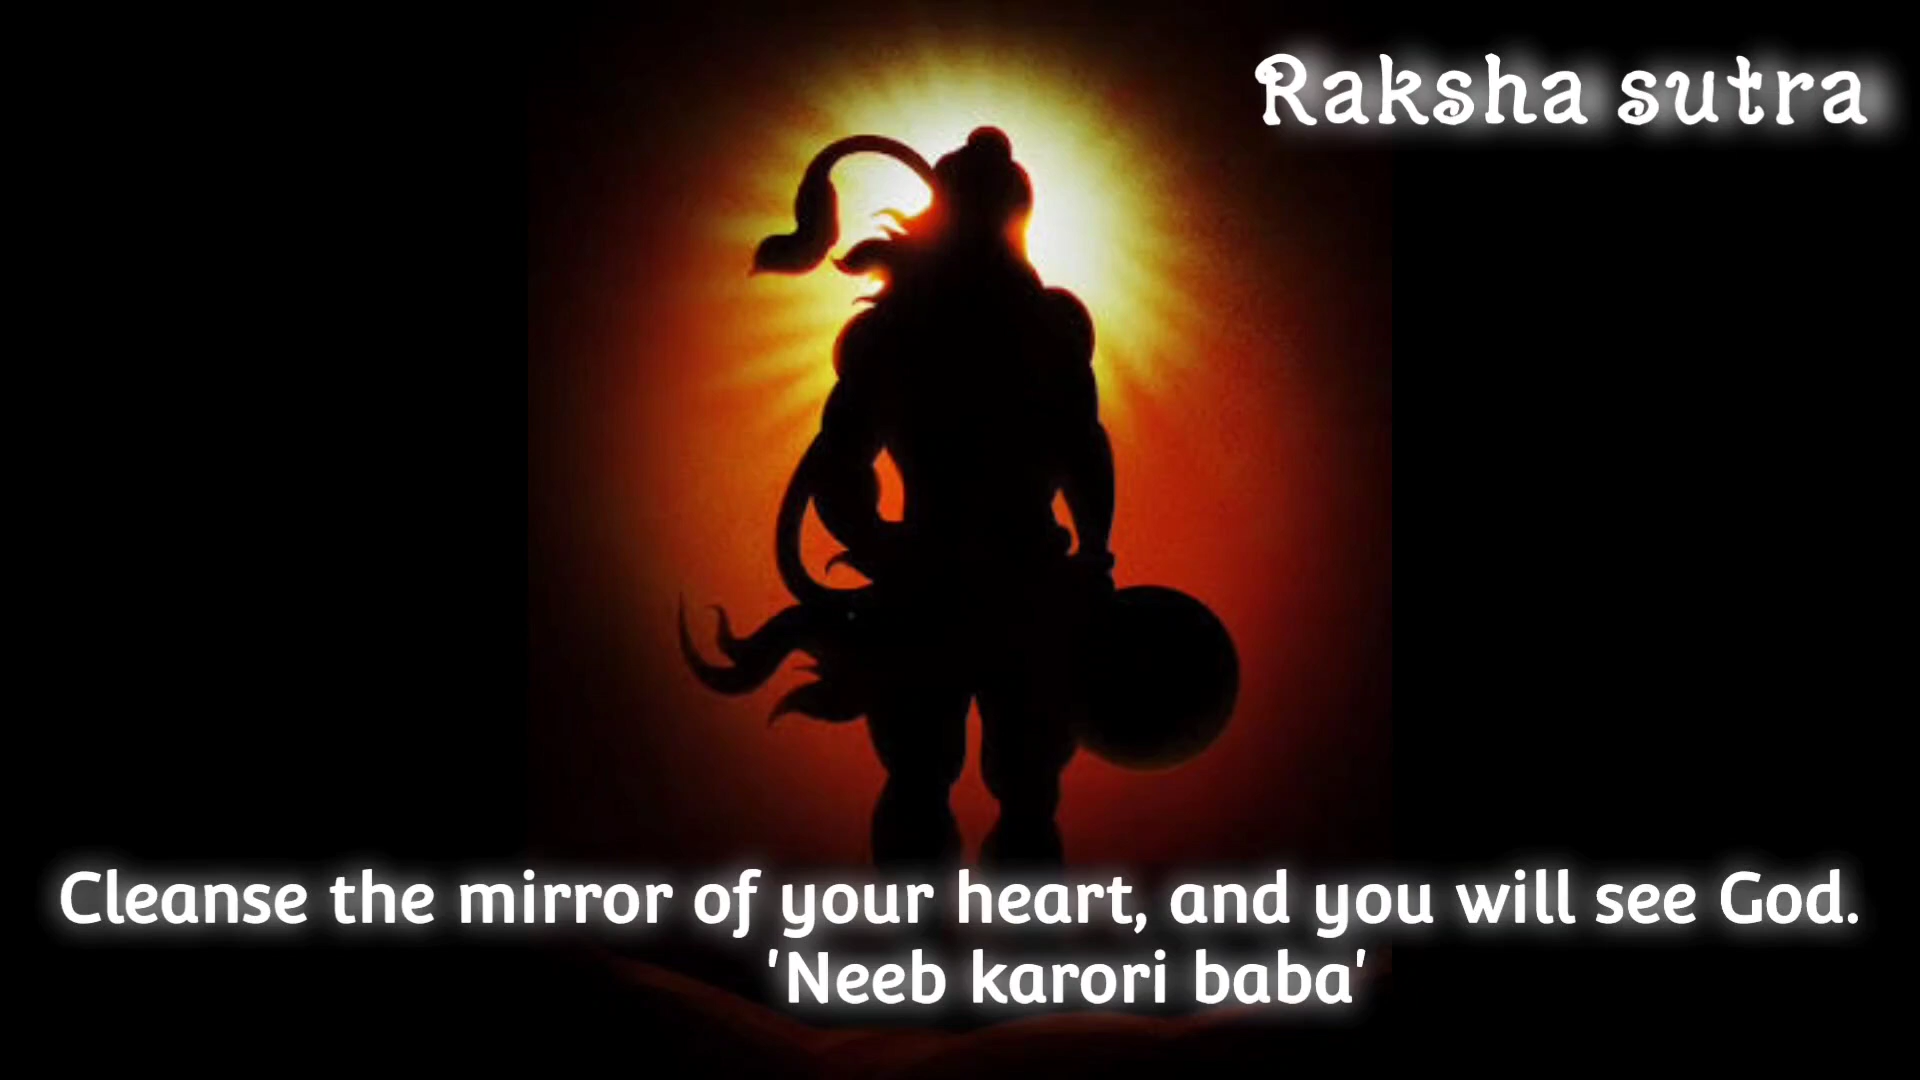 Raksha sutra
Cleanse the mirror of your heart, and you will see God.
'Neeb karori baba'